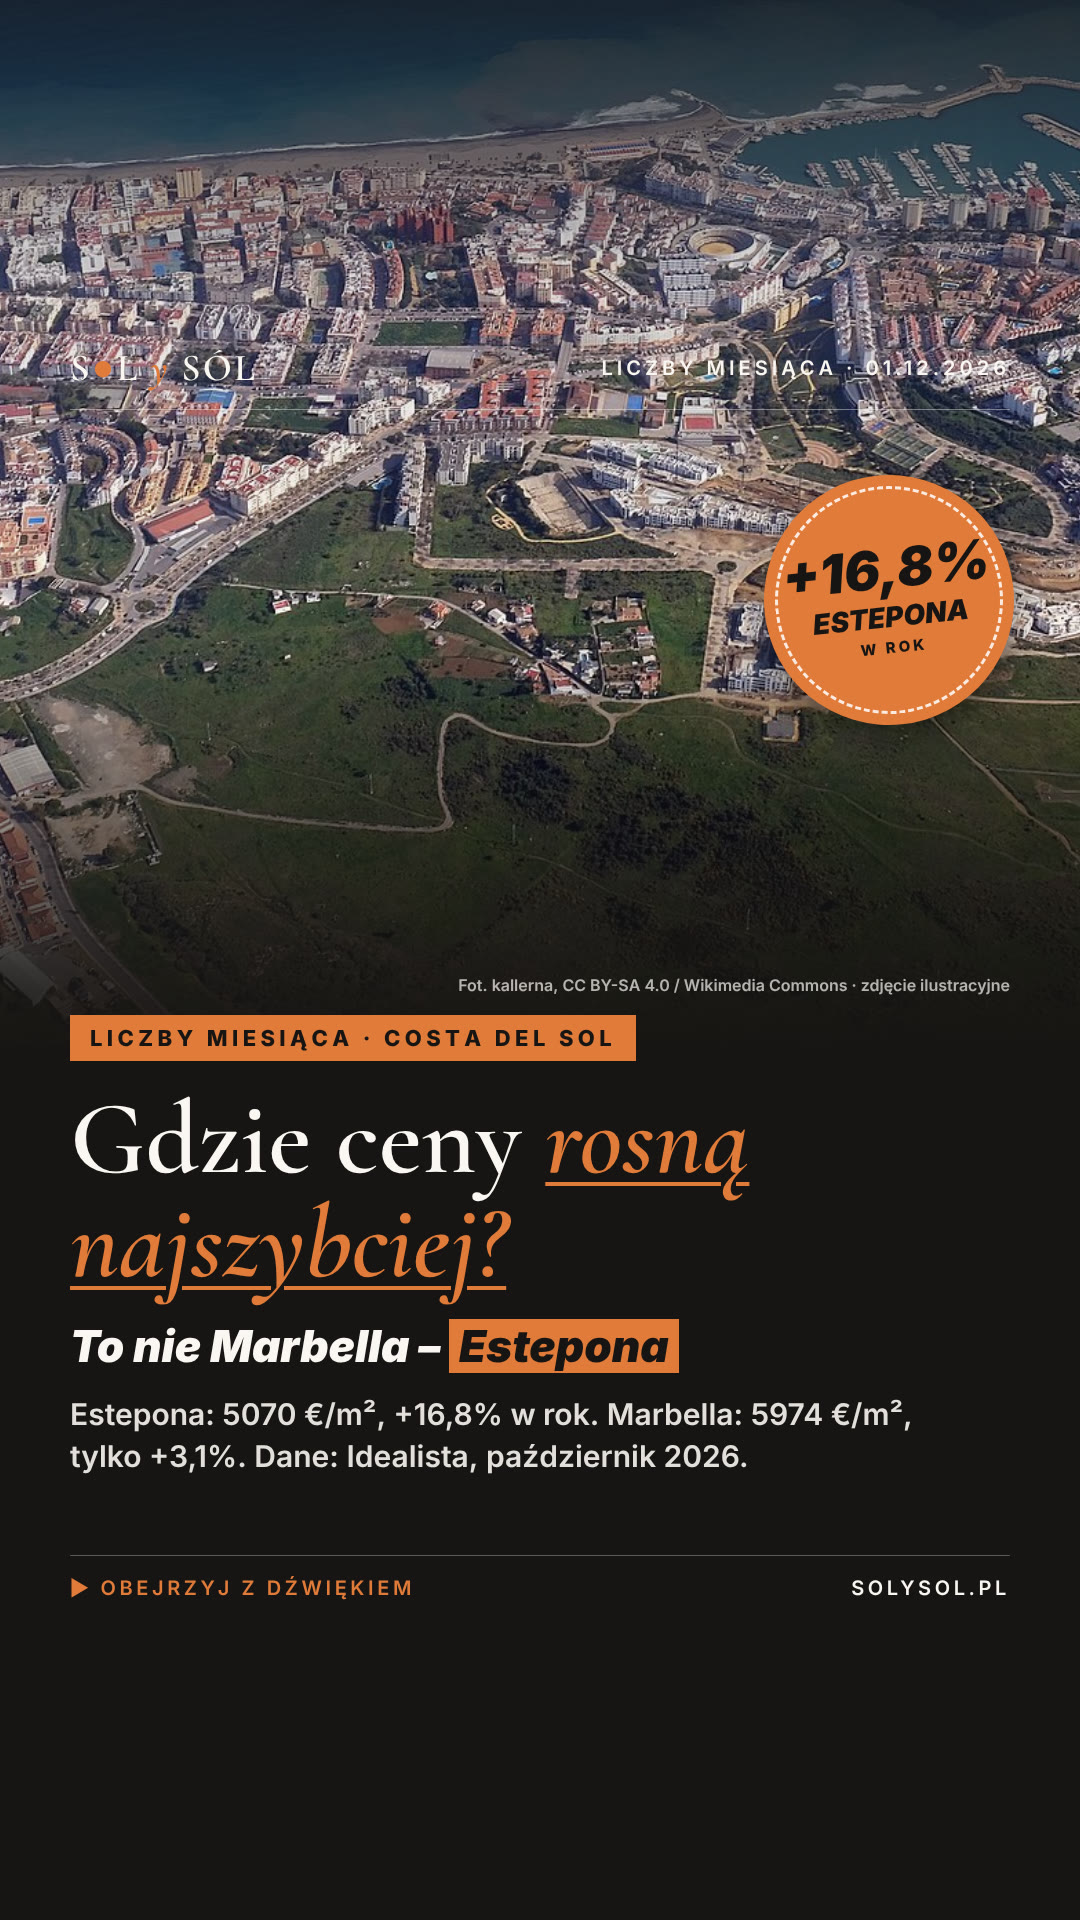 SOL y SÓL
LICZBY MIESIĄCA · 01.12.2026
+16,8%
ESTEPONA
W ROK
Fot. kallerna, CC BY-SA 4.0 / Wikimedia Commons · zdjęcie ilustracyjne
LICZBY MIESIĄCA · COSTA DEL SOL
Gdzie ceny rosną
najszybciej?
To nie Marbella – Estepona
Estepona: 5070 €/m², +16,8% w rok. Marbella: 5974 €/m²,
tylko +3,1%. Dane: Idealista, październik 2026.
▶ OBEJRZYJ Z DŹWIĘKIEM
SOLYSOL.PL